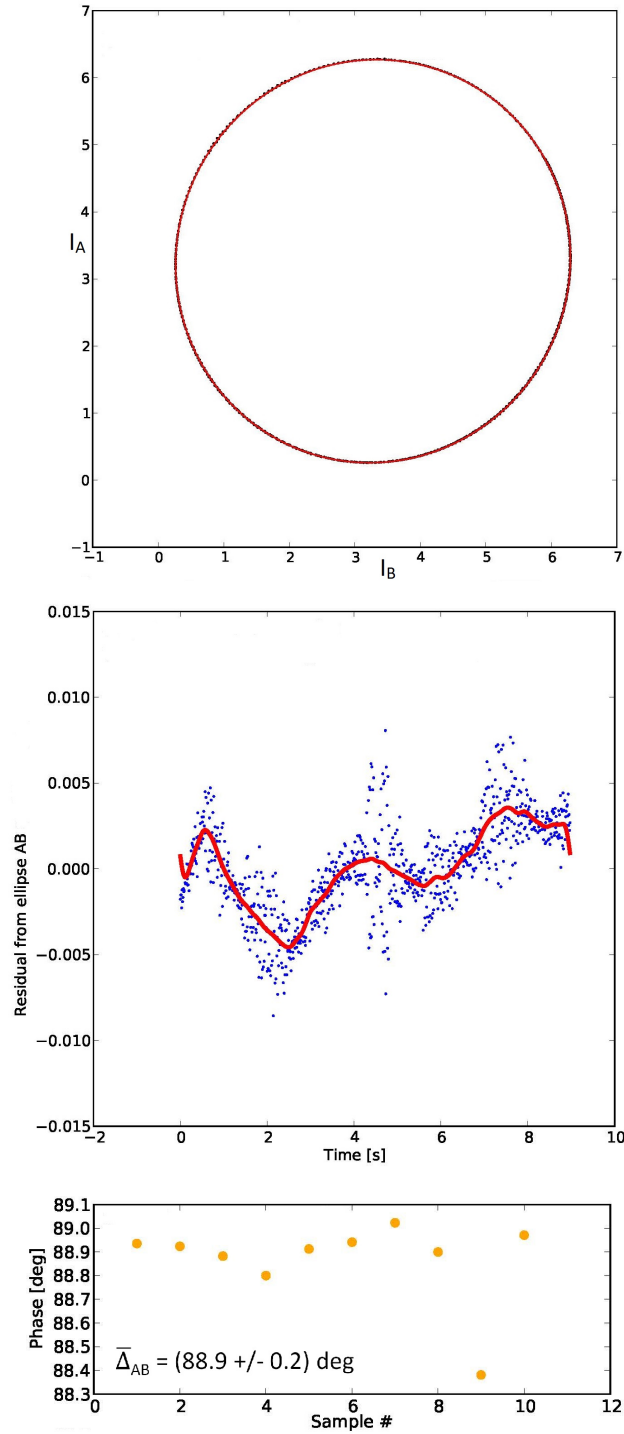 7
6
5
4
I_A
3
2
1
0
−1
−1 0 1 2 3 4 5 6 7
I_B
0.015
0.010
0.005
0.000
−0.005
−0.010
−0.015
Residual from ellipse AB
−2 0 2 4 6 8 10
Time [s]
89.1
89.0
88.9
88.8
88.7
88.6
88.5
88.4
88.3
Phase [deg]
Δ̅_AB = (88.9 +/- 0.2) deg
0 2 4 6 8 10 12
Sample #